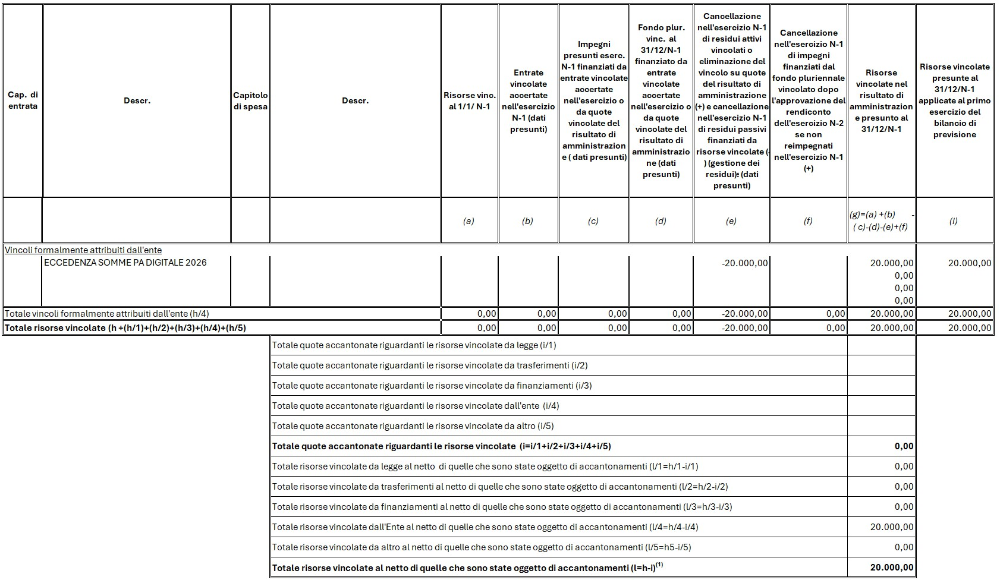 Cap. di
entrata
Descr.
Capitolo
di spesa
Descr.
Risorse vinc.
al 1/1/ N-1
Entrate
vincolate
accertate
nell'esercizio
N-1 (dati
presunti)
Impegni
presunti eserc.
N-1 finanziati da
entrate vincolate
accertate
nell'esercizio o
da quote
vincolate del
risultato di
amministrazion
e ( dati presunti)
Fondo plur.
vinc. al
31/12/N-1
finanziato da
entrate
vincolate
accertate
nell'esercizio o
da quote
vincolate del
risultato di
amministrazio
ne (dati
presunti)
Cancellazione
nell'esercizio N-1
di residui attivi
vincolati o
eliminazione del
vincolo su quote
del risultato di
amministrazione
(+) e cancellazione
nell'esercizio N-1
di residui passivi
finanziati da
risorse vincolate (-
) (gestione dei
residui): (dati
presunti)
Cancellazione
nell'esercizio N-1
di impegni
finanziati dal
fondo pluriennale
vincolato dopo
l'approvazione del
rendiconto
dell'esercizio N-2
se non
reimpegnati
nell'esercizio N-1
(+)
Risorse
vincolate nel
risultato di
amministrazion
e presunto al
31/12/N-1
Risorse vincolate
presunte al
31/12/N-1
applicate al primo
esercizio del
bilancio di
previsione
(a)
(b)
(c)
(d)
(e)
(f)
(g)=(a) +(b) -
( c)-(d)-(e)+(f)
(i)
Vincoli formalmente attribuiti dall'ente
ECCEDENZA SOMME PA DIGITALE 2026 -20.000,00 20.000,00 20.000,00
0,00
0,00
0,00
Totale vincoli formalmente attribuiti dall'ente (h/4) 0,00 0,00 0,00 0,00 -20.000,00 0,00 20.000,00 20.000,00
Totale risorse vincolate (h +(h/1)+(h/2)+(h/3)+(h/4)+(h/5) 0,00 0,00 0,00 0,00 -20.000,00 0,00 20.000,00 20.000,00
Totale quote accantonate riguardanti le risorse vincolate da legge (i/1)
Totale quote accantonate riguardanti le risorse vincolate da trasferimenti (i/2)
Totale quote accantonate riguardanti le risorse vincolate da finanziamenti (i/3)
Totale quote accantonate riguardanti le risorse vincolate dall'ente (i/4)
Totale quote accantonate riguardanti le risorse vincolate da altro (i/5)
Totale quote accantonate riguardanti le risorse vincolate (i=i/1+i/2+i/3+i/4+i/5) 0,00
Totale risorse vincolate da legge al netto di quelle che sono state oggetto di accantonamenti (l/1=h/1-i/1) 0,00
Totale risorse vincolate da trasferimenti al netto di quelle che sono state oggetto di accantonamenti (l/2=h/2-i/2) 0,00
Totale risorse vincolate da finanziamenti al netto di quelle che sono state oggetto di accantonamenti (l/3=h/3-i/3) 0,00
Totale risorse vincolate dall'Ente al netto di quelle che sono state oggetto di accantonamenti (l/4=h/4-i/4) 20.000,00
Totale risorse vincolate da altro al netto di quelle che sono state oggetto di accantonamenti (l/5=h5-i/5) 0,00
Totale risorse vincolate al netto di quelle che sono state oggetto di accantonamenti (l=h-i)(1) 20.000,00